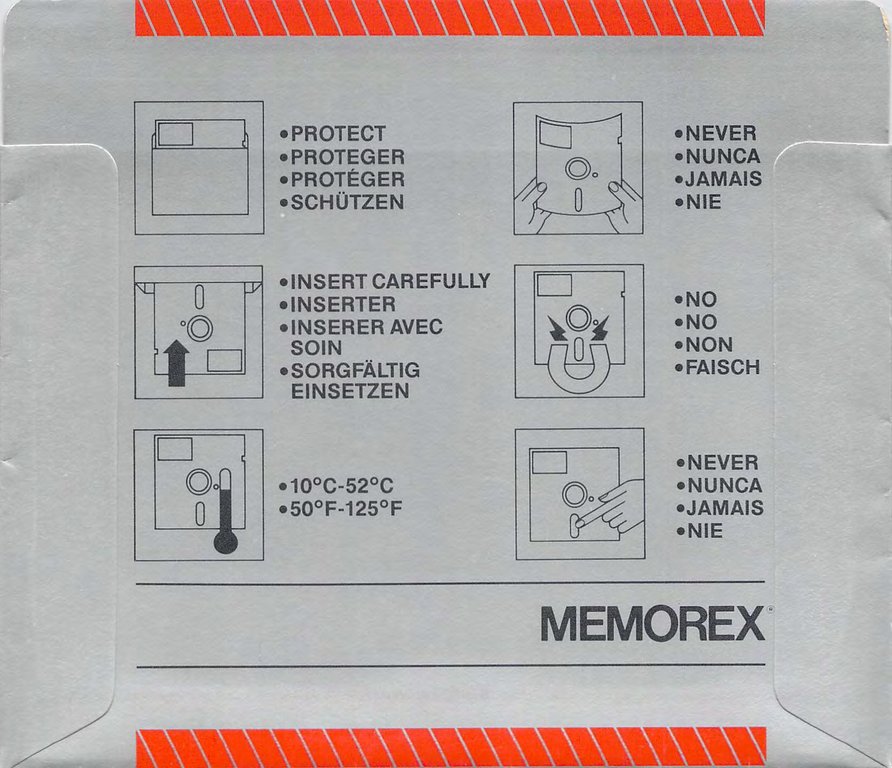 •PROTECT
•PROTEGER
•PROTÉGER
•SCHÜTZEN
•NEVER
•NUNCA
•JAMAIS
•NIE
•INSERT CAREFULLY
•INSERTER
•INSERER AVEC
SOIN
•SORGFÄLTIG
EINSETZEN
•NO
•NO
•NON
•FAISCH
•10°C-52°C
•50°F-125°F
•NEVER
•NUNCA
•JAMAIS
•NIE
MEMOREX®